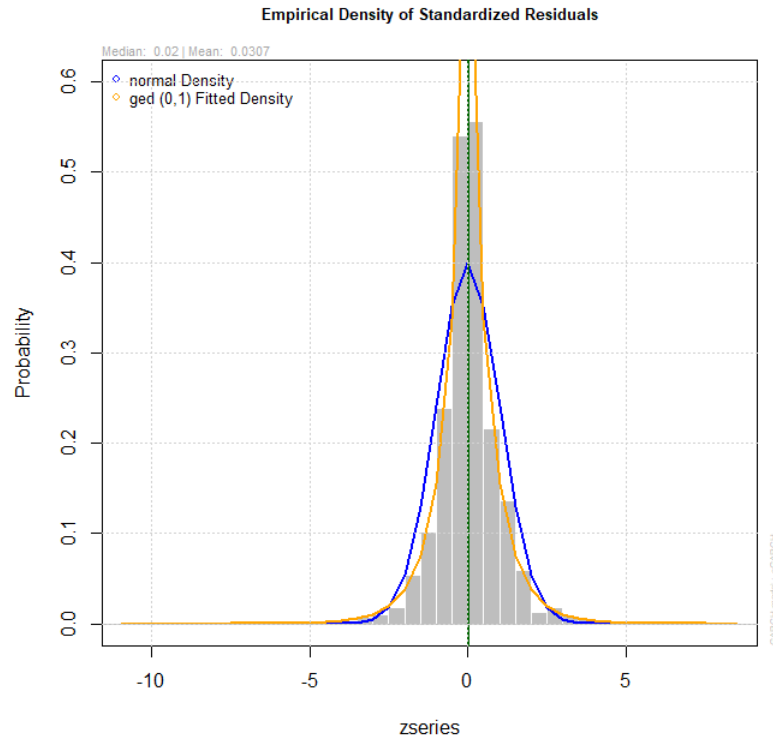 Empirical Density of Standardized Residuals
Median: 0.02 | Mean: 0.0307
normal Density
ged (0,1) Fitted Density
Probability
0.6
0.5
0.4
0.3
0.2
0.1
0.0
-10
-5
0
5
zseries